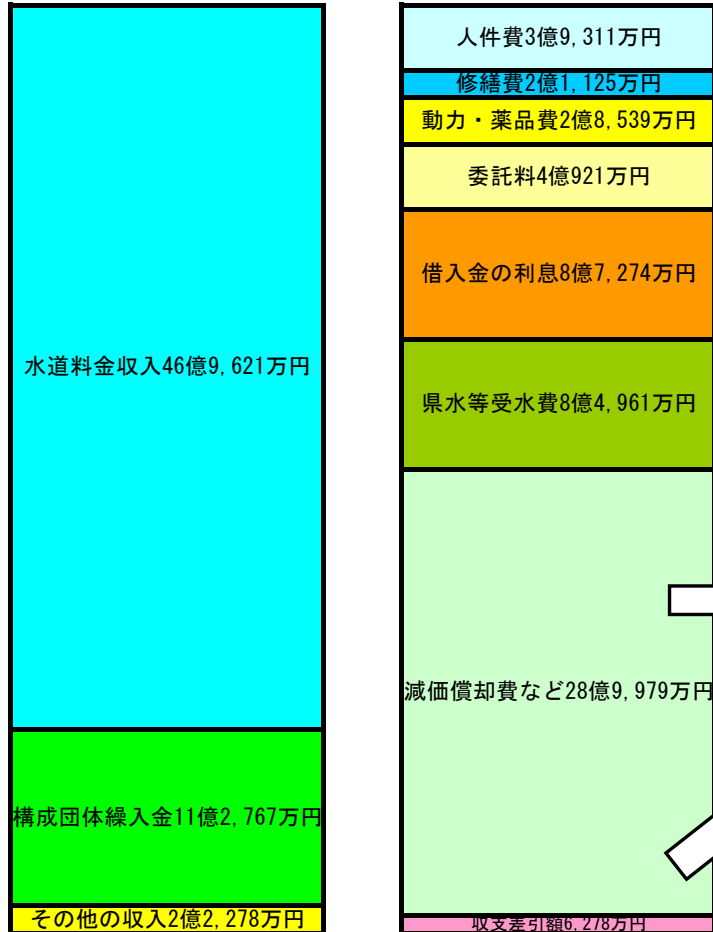 水道料金収入46億9,621万円
構成団体繰入金11億2,767万円
その他の収入2億2,278万円
人件費3億9,311万円
修繕費2億1,125万円
動力・薬品費2億8,539万円
委託料4億921万円
借入金の利息8億7,274万円
県水等受水費8億4,961万円
減価償却費など28億9,979万円
収支差引額6,278万円